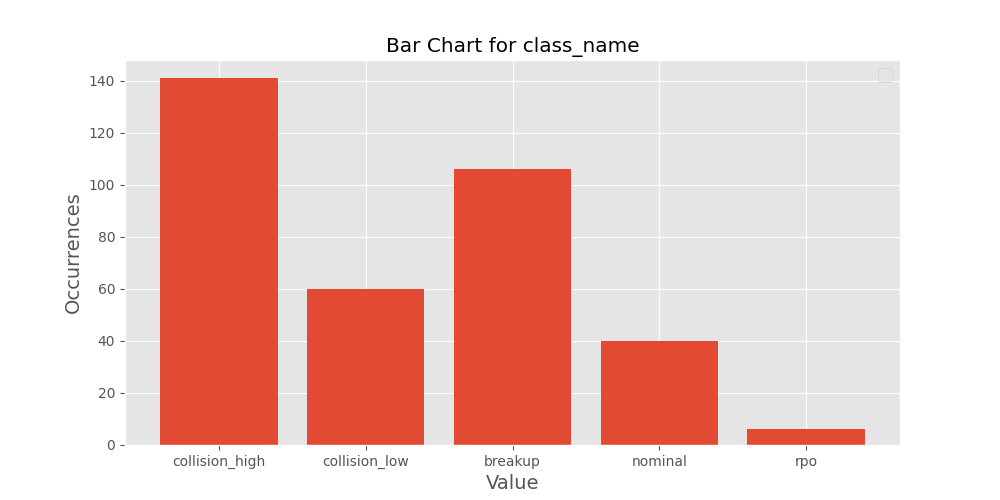 Bar Chart for class_name
Occurrences
140
120
100
80
60
40
20
0
collision_high collision_low breakup nominal rpo
Value